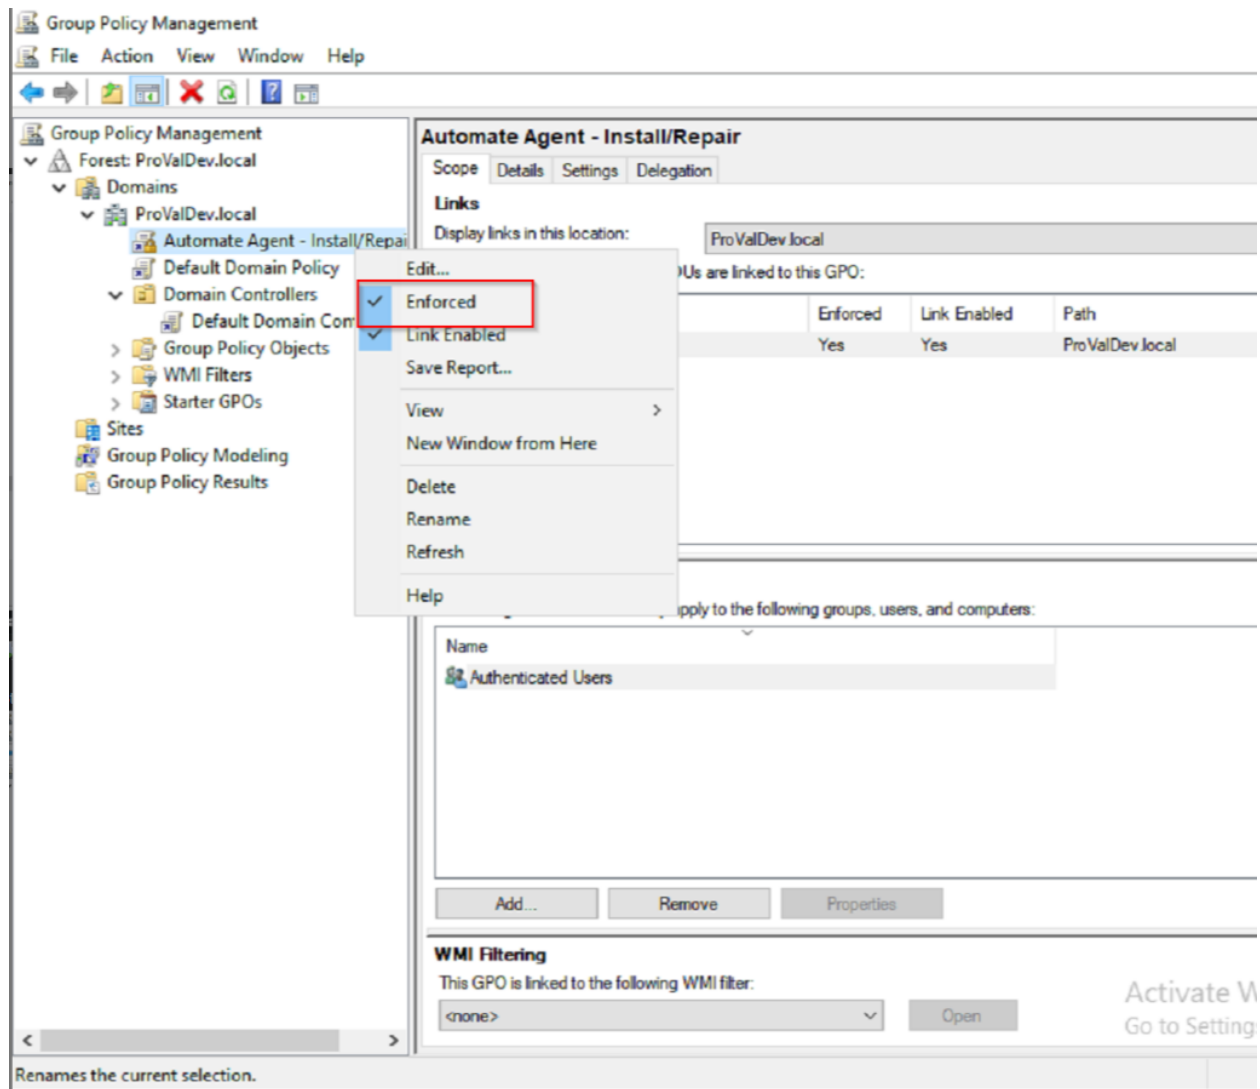 Group Policy Management
File Action View Window Help
Group Policy Management
Forest: ProValDev.local
Domains
ProValDev.local
Automate Agent - Install/Repai
Default Domain Policy
Domain Controllers
Default Domain Con
Group Policy Objects
WMI Filters
Starter GPOs
Sites
Group Policy Modeling
Group Policy Results
Edit...
Enforced
Link Enabled
Save Report...
View
New Window from Here
Delete
Rename
Refresh
Help
Automate Agent - Install/Repair
Scope Details Settings Delegation
Links
Display links in this location: ProValDev.local
OUs are linked to this GPO:
Enforced Link Enabled Path
Yes Yes ProValDev.local
apply to the following groups, users, and computers:
Name
Authenticated Users
Add... Remove Properties
WMI Filtering
This GPO is linked to the following WMI filter:
<none> Open
Activate W
Go to Setting
Renames the current selection.